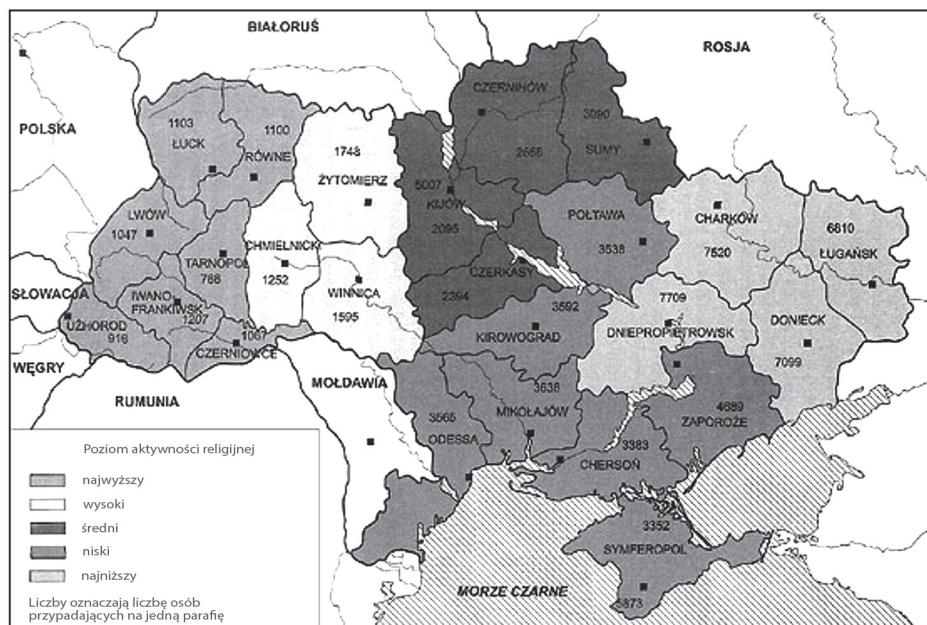 BIAŁORUŚ
ROSJA
POLSKA
CZERNIHÓW
2668
3090
SUMY
1103
ŁUCK
1100
RÓWNE
1748
ŻYTOMIERZ
5007
KIJÓW
2095
LWÓW
1047
TARNOPOL
768
CHMIELNICKI
1252
POŁTAWA
3538
CHARKÓW
7520
6810
ŁUGAŃSK
CZERKASY
2394
SŁOWACJA
UŻHOROD
916
IWANO
FRANKIWSK
1207
1067
CZERNIOWCE
WINNICA
1595
3592
KIROWOGRAD
7709
DNIEPROPIETROWSK
DONIECK
7099
WĘGRY
RUMUNIA
MOŁDAWIA
3565
ODESSA
3638
MIKOŁAJÓW
3383
CHERSOŃ
4689
ZAPOROŻE
3352
SYMFEROPOL
5873
MORZE CZARNE
Poziom aktywności religijnej
najwyższy
wysoki
średni
niski
najniższy
Liczby oznaczają liczbę osób
przypadających na jedną parafię